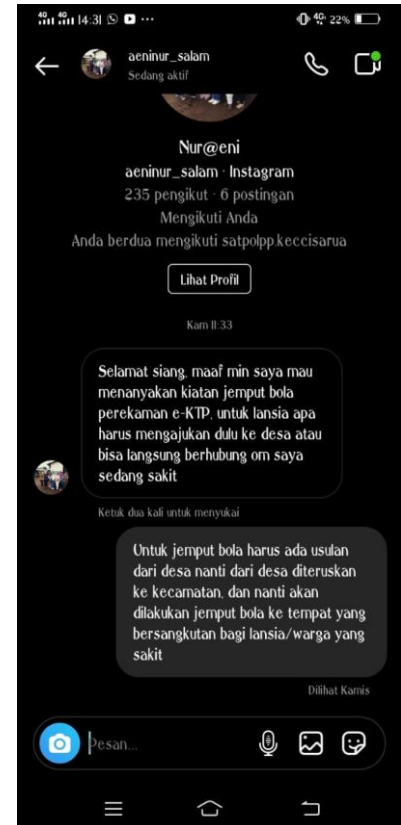 4G 4G 14:31
4G 22%
aeninur_salam
Sedang aktif
Nur@eni
aeninur_salam · Instagram
235 pengikut · 6 postingan
Mengikuti Anda
Anda berdua mengikuti satpolpp.keccisarua
Lihat Profil
Kam 11:33
Selamat siang, maaf min saya mau
menanyakan kiatan jemput bola
perekaman e-KTP, untuk lansia apa
harus mengajukan dulu ke desa atau
bisa langsung berhubung om saya
sedang sakit
Ketuk dua kali untuk menyukai
Untuk jemput bola harus ada usulan
dari desa nanti dari desa diteruskan
ke kecamatan, dan nanti akan
dilakukan jemput bola ke tempat yang
bersangkutan bagi lansia/warga yang
sakit
Dilihat Kamis
Pesan...